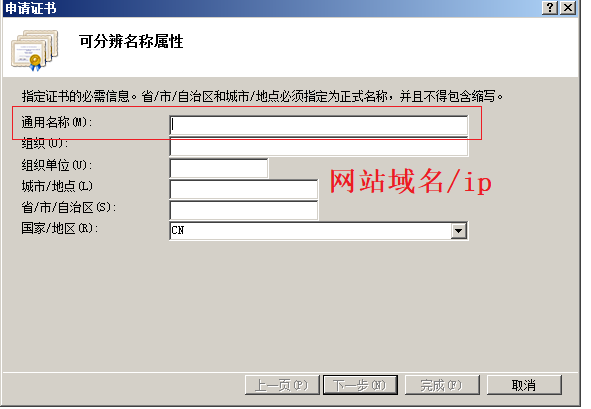 申请证书
可分辨名称属性
指定证书的必需信息。省/市/自治区和城市/地点必须指定为正式名称，并且不得包含缩写。
通用名称(M):
组织(O):
组织单位(U):
城市/地点(L)
省/市/自治区(S):
国家/地区(R):
CN
网站域名/ip
上一页(P)
下一步(N)
完成(F)
取消